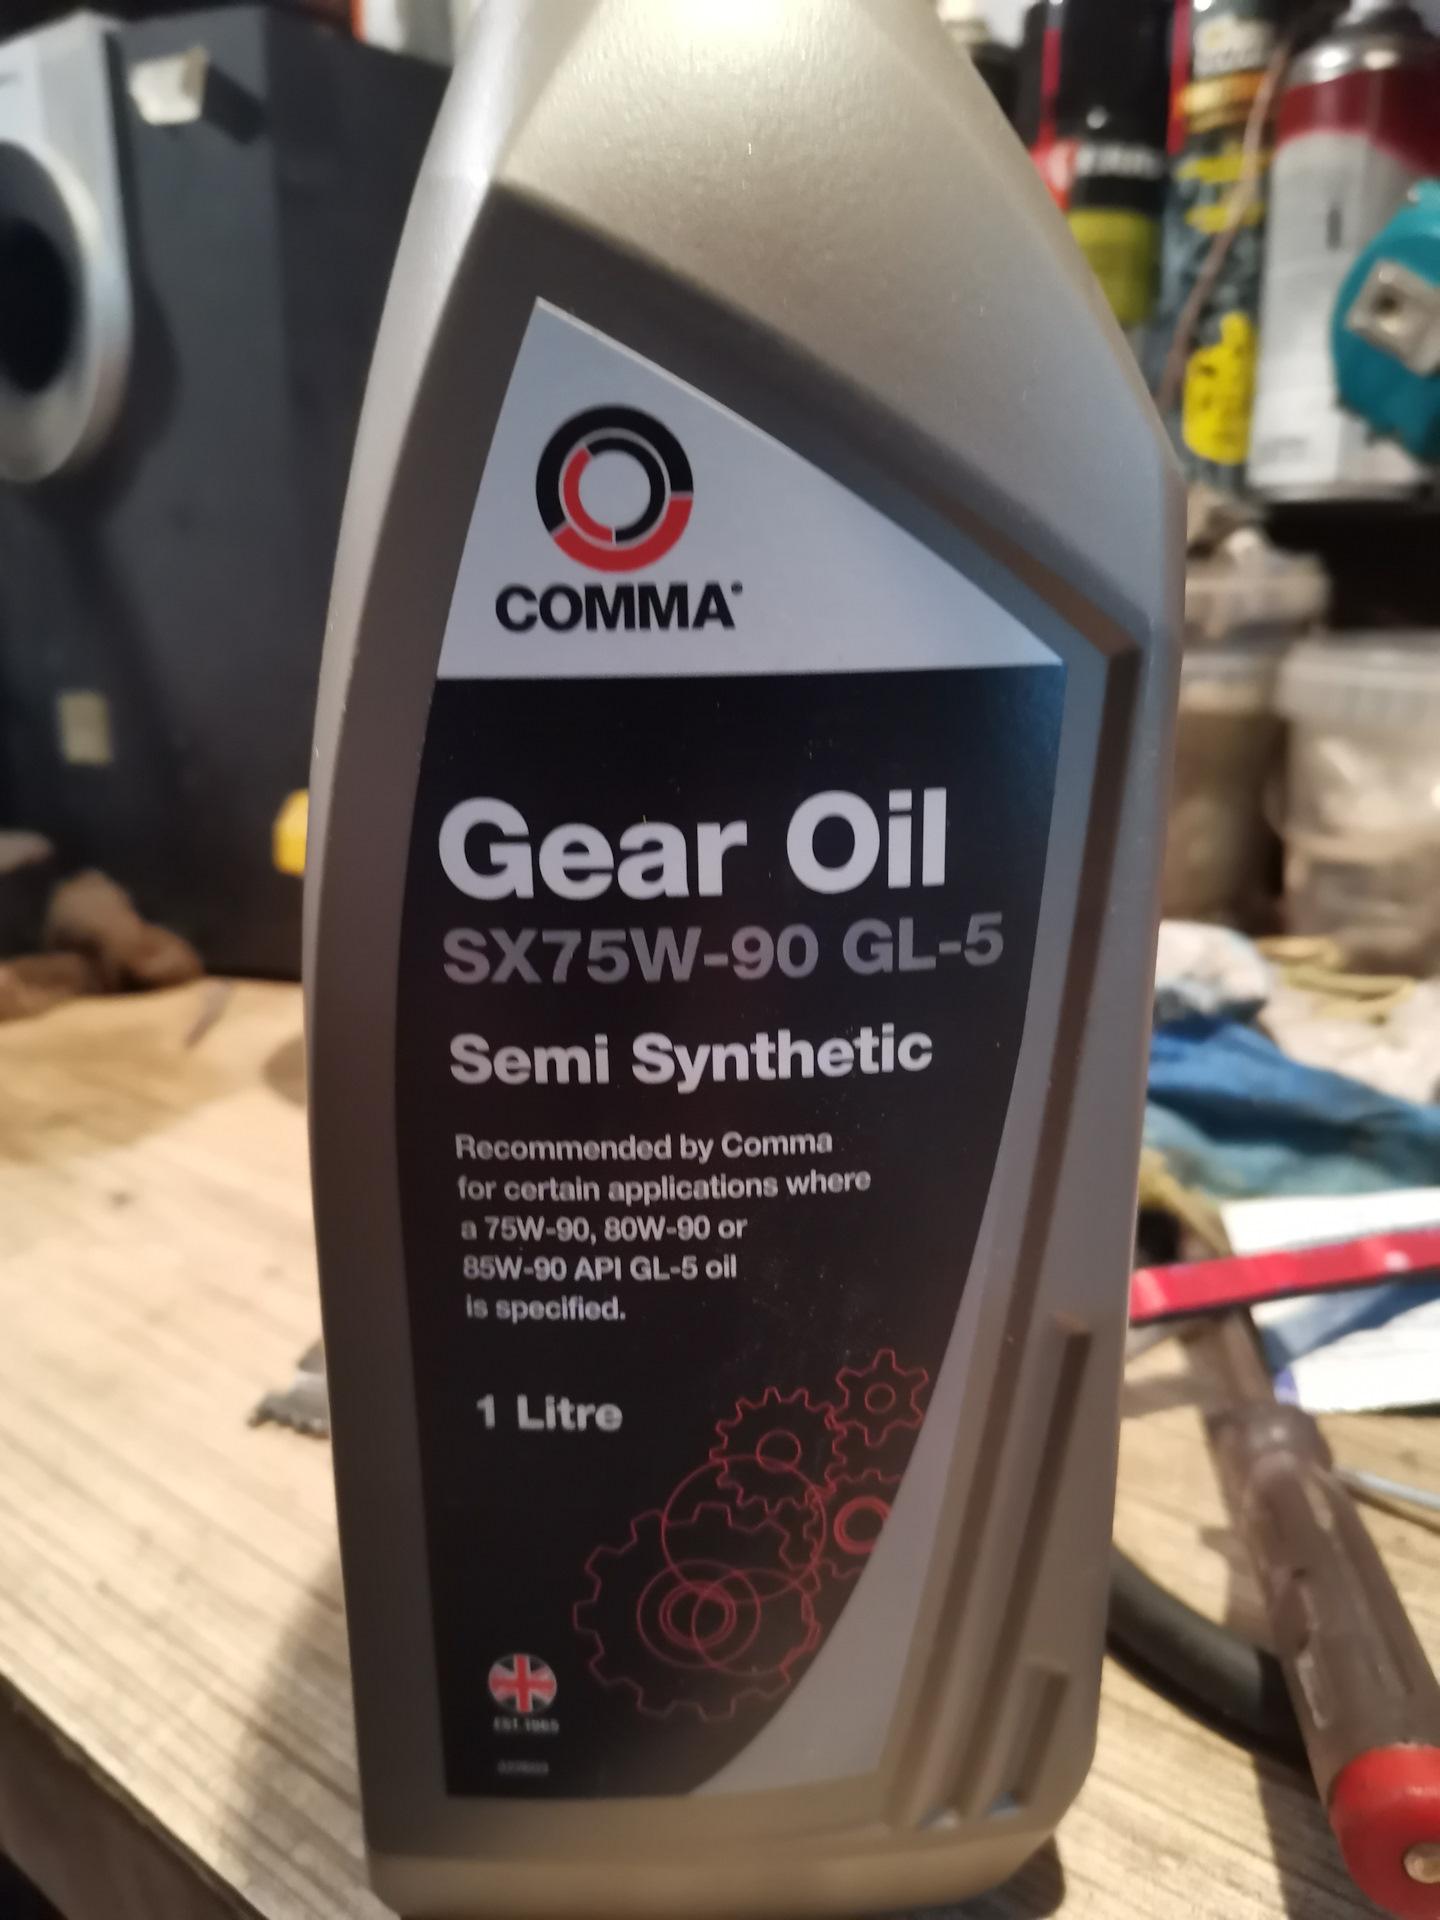 COMMA
Gear Oil
SX75W-90 GL-5
Semi Synthetic
Recommended by Comma
for certain applications where
a 75W-90, 80W-90 or
85W-90 API GL-5 oil
is specified.
1 Litre
EST.1965